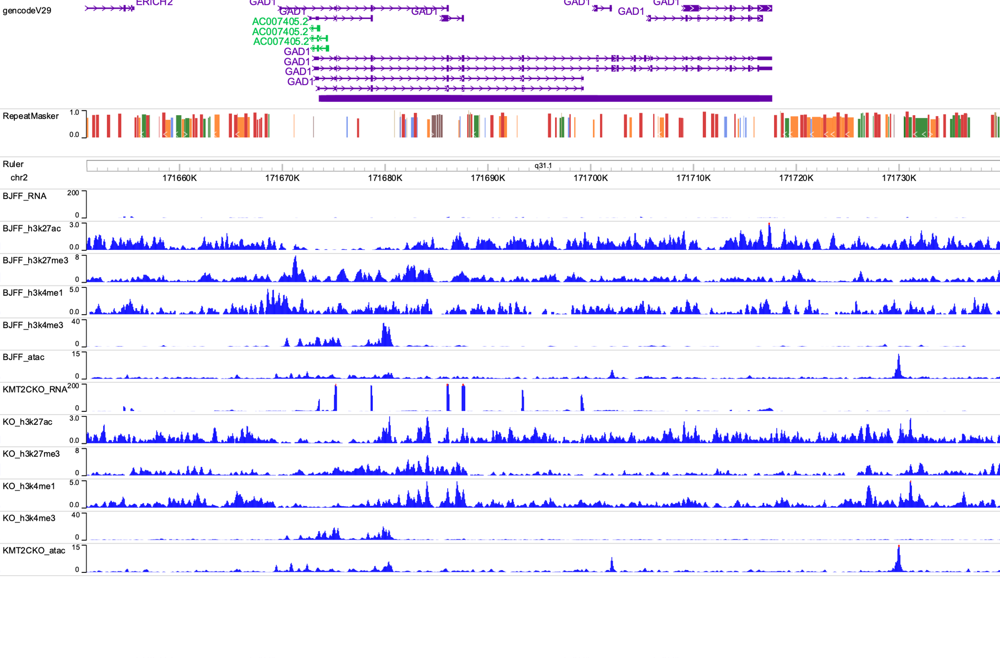 ERICH2 GAD1 GAD1 GAD1
gencodeV29 GAD1 GAD1 GAD1
AC007405.2
AC007405.2
AC007405.2
GAD1
GAD1
GAD1
GAD1
RepeatMasker 1.0
0.0
Ruler q31.1
chr2 171660K 171670K 171680K 171690K 171700K 171710K 171720K 171730K
BJFF_RNA 200
0
BJFF_h3k27ac 3.0
0.0
BJFF_h3k27me3 8
0
BJFF_h3k4me1 5.0
0.0
BJFF_h3k4me3 40
0
BJFF_atac 15
0
KMT2CKO_RNA 200
0
KO_h3k27ac 3.0
0.0
KO_h3k27me3 8
0
KO_h3k4me1 5.0
0.0
KO_h3k4me3 40
0
KMT2CKO_atac 15
0